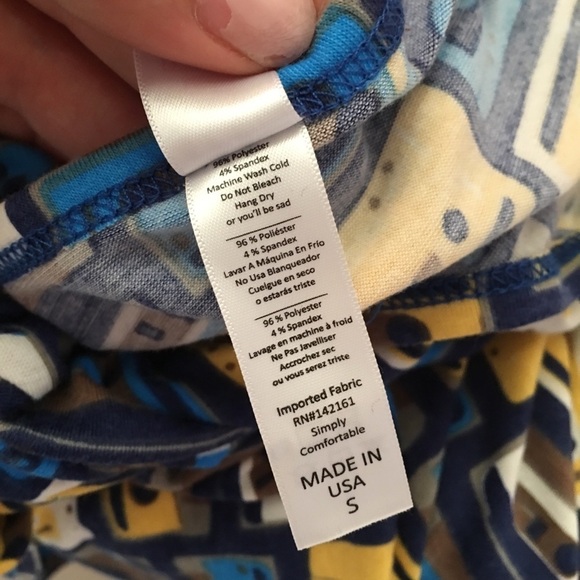 96% Polyester
4% Spandex
Machine Wash Cold
Do Not Bleach
Hang Dry
or you'll be sad
96 % Poliéster
4 % Spandex
Lavar A Máquina En Frio
No Usa Blanqueador
Cuelgue en seco
o estarás triste
96 % Polyester
4 % Spandex
Lavage en machine à froid
Ne Pas Javelliser
Accrochez sec
ou vous serez triste
Imported Fabric
RN#142161
Simply
Comfortable
MADE IN
USA
S